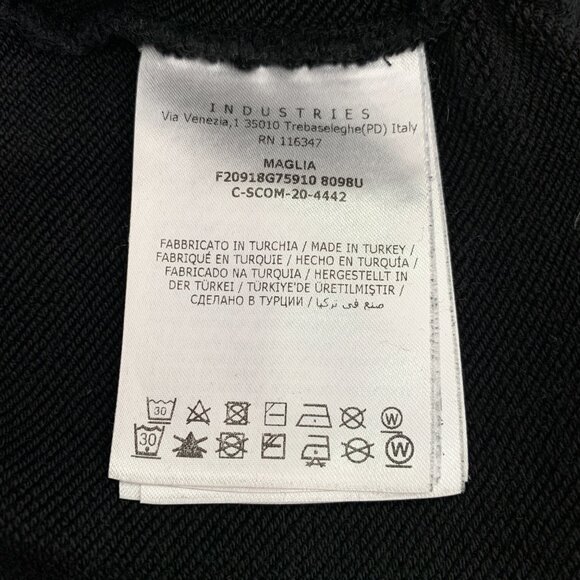 INDUSTRIES
Via Venezia,1 35010 Trebaseleghe(PD) Italy
RN 116347
MAGLIA
F20918G75910 8098U
C-SCOM-20-4442
FABBRICATO IN TURCHIA / MADE IN TURKEY /
FABRIQUÉ EN TURQUIE / HECHO EN TURQUÍA /
FABRICADO NA TURQUIA / HERGESTELLT IN
DER TÜRKEI / TÜRKIYE'DE ÜRETILMIŞTIR /
СДЕЛАНО В ТУРЦИИ / صنع في تركيا
30 W
30 W